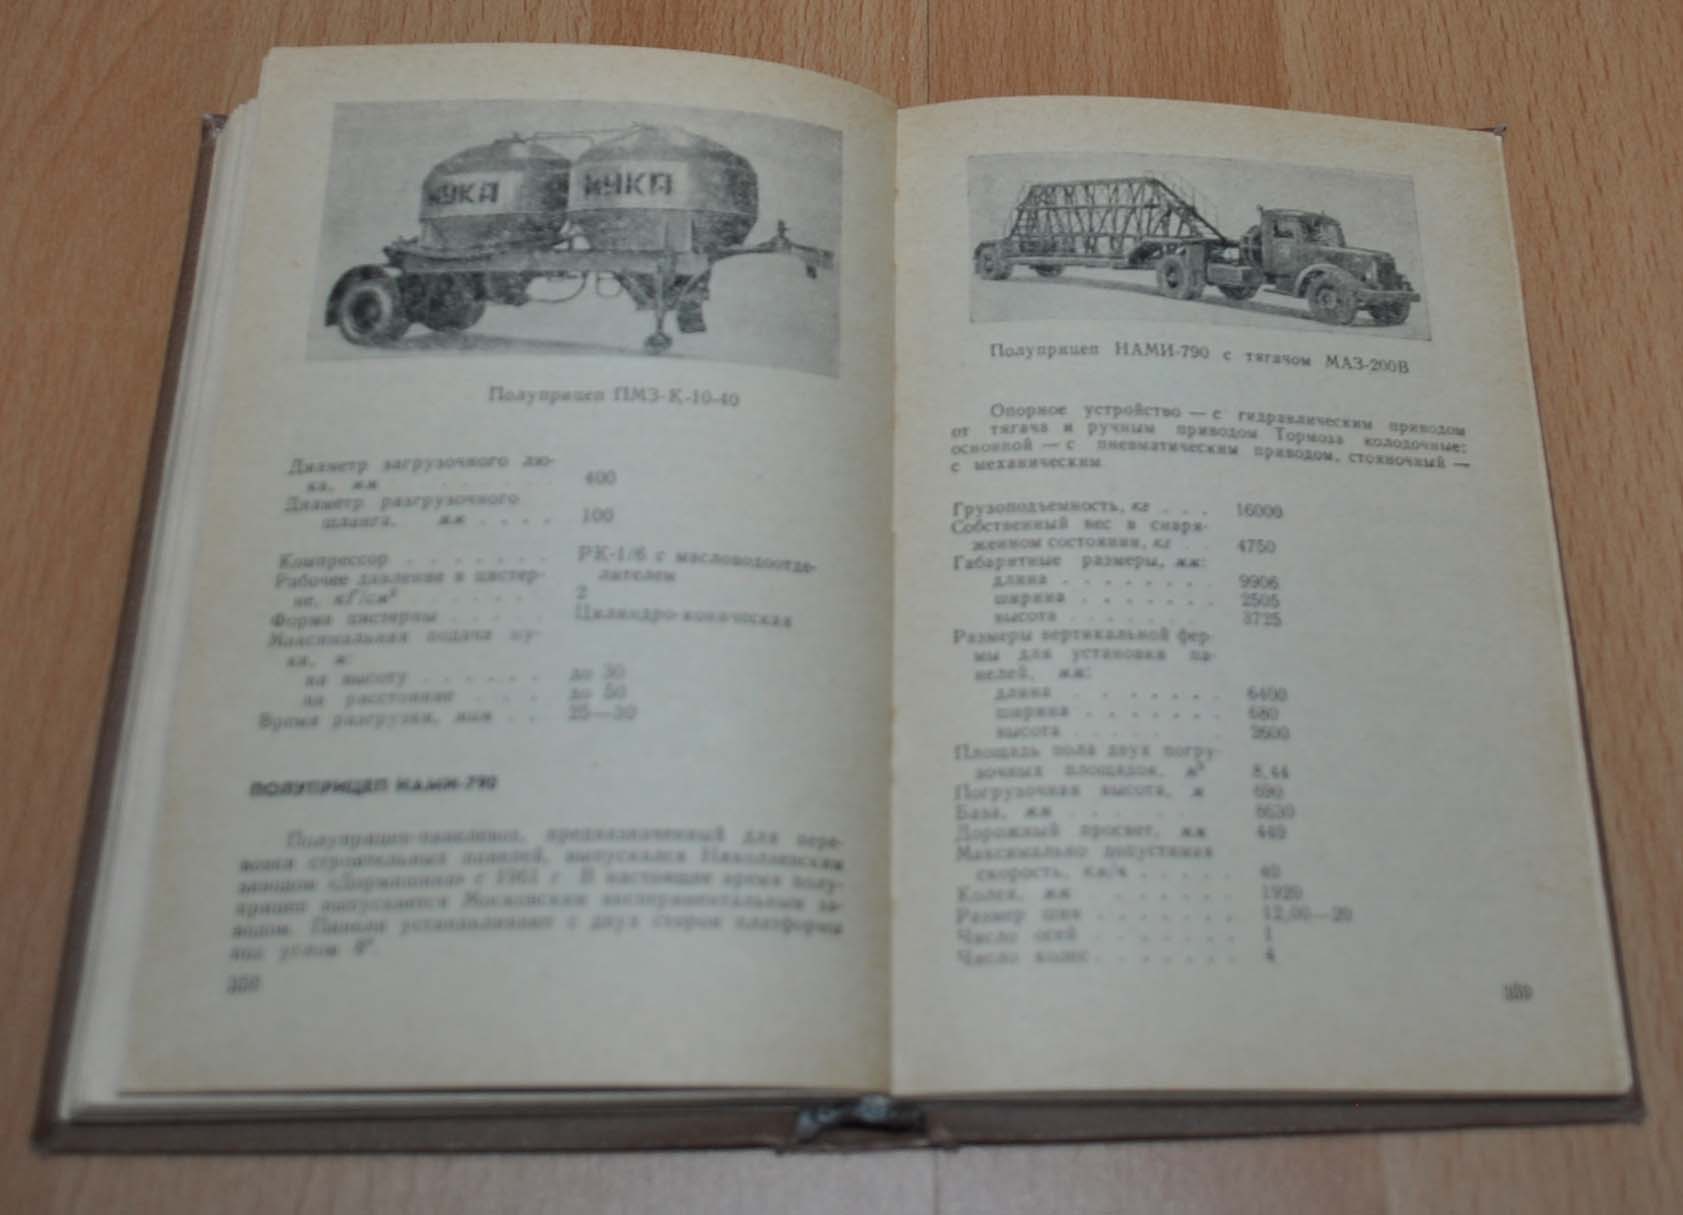 МУКА
МУКА
Полуприцеп ПМЗ-К-10-40
Диаметр загрузочного лю-
ка, мм . . . . . . 400
Диаметр разгрузочного
шланга, мм . . . . 100
Компрессор . . . . . . . РК-1/6 с масловодоотде-
лителем
Рабочее давление в цистер-
не, кГ/см² . . . . . . 2
Форма цистерны . . . . . Цилиндро-коническая
Максимальная подача му-
ка, м:
на высоту . . . . . . до 30
на расстояние . . . . до 50
Время разгрузки, мин . . 25—30
ПОЛУПРИЦЕП НАМИ-790
Полуприцеп-панелевоз, предназначенный для пере-
возки строительных панелей, выпускался Николаевским
заводом «Дормашина» с 1961 г. В настоящее время полу-
прицеп выпускается Московским экспериментальным за-
водом. Панели устанавливают с двух сторон платформы
под углом
Полуприцеп НАМИ-790 с тягачом МАЗ-200В
Опорное устройство — с гидравлическим приводом
от тягача и ручным приводом Тормоза колодочные:
основной — с пневматическим приводом, стояночный —
с механическим.
Грузоподъемность, кг . . . 16000
Собственный вес в снаря-
женном состоянии, кг . . 4750
Габаритные размеры, мм:
длина . . . . . . . . 9906
ширина . . . . . . . 2505
высота . . . . . . . 3725
Размеры вертикальной фер-
мы для установки па-
нелей, мм:
длина . . . . . . . 6400
ширина . . . . . . . 680
высота . . . . . .
Площадь пола двух погру-
зочных площадок, м² 8,44
Погрузочная высота, м 690
База, мм . . . . . .
Дорожный просвет, мм 449
Максимально допустимая
скорость, км/ч . . . . . 40
Колея, мм . . . . . . 1920
Размер шин . . . . . . . 12,00—20
Число осей . . . . . . . 1
Число колес . . . . . . . 4